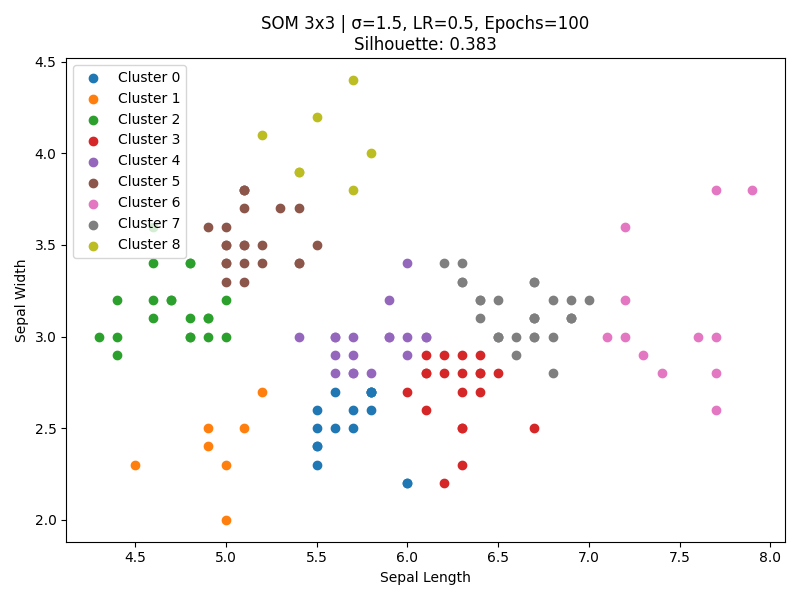 SOM 3x3 | σ=1.5, LR=0.5, Epochs=100
Silhouette: 0.383
Cluster 0
Cluster 1
Cluster 2
Cluster 3
Cluster 4
Cluster 5
Cluster 6
Cluster 7
Cluster 8
4.5
4.0
3.5
3.0
2.5
2.0
Sepal Width
4.5
5.0
5.5
6.0
6.5
7.0
7.5
8.0
Sepal Length